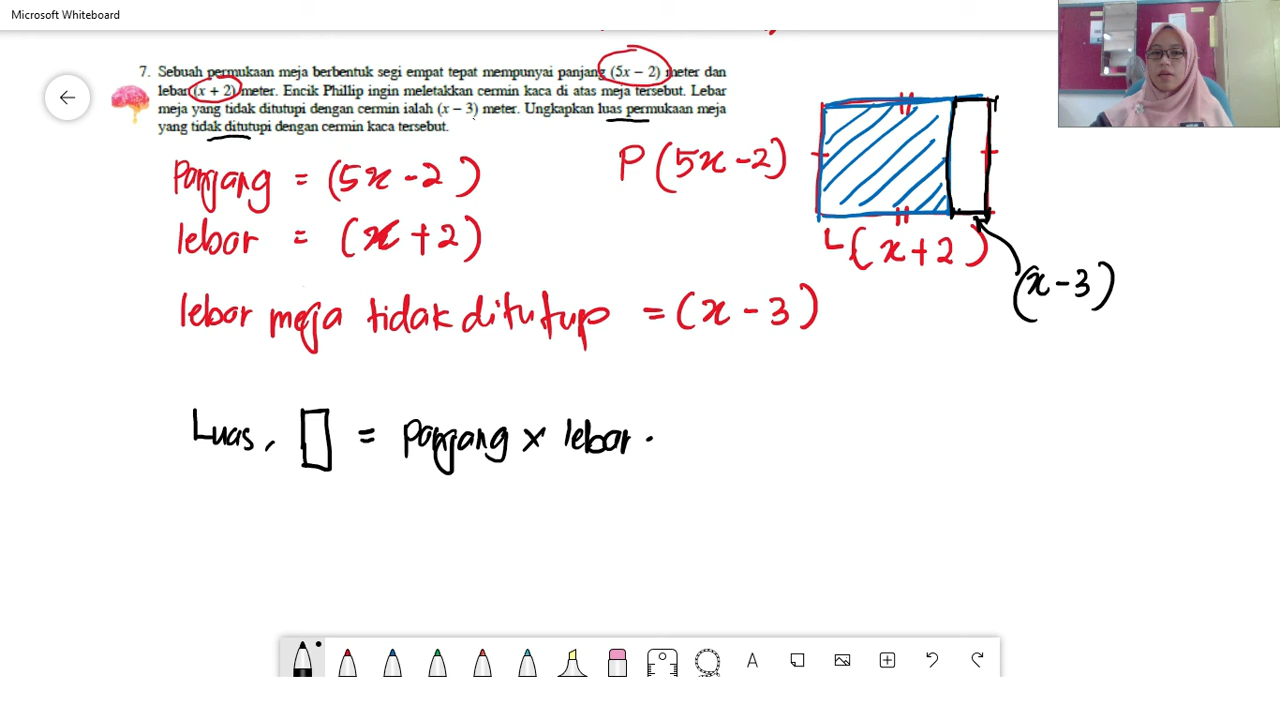 Microsoft Whiteboard
7. Sebuah permukaan meja berbentuk segi empat tepat mempunyai panjang (5x − 2) meter dan
lebar (x + 2) meter. Encik Phillip ingin meletakkan cermin kaca di atas meja tersebut. Lebar
meja yang tidak ditutupi dengan cermin ialah (x − 3) meter. Ungkapkan luas permukaan meja
yang tidak ditutupi dengan cermin kaca tersebut.
Panjang = (5x - 2)
P (5x - 2)
lebar = (x + 2)
L (x + 2)
(x - 3)
lebar meja tidak ditutup = (x - 3)
Luas, = panjang x lebar.
A